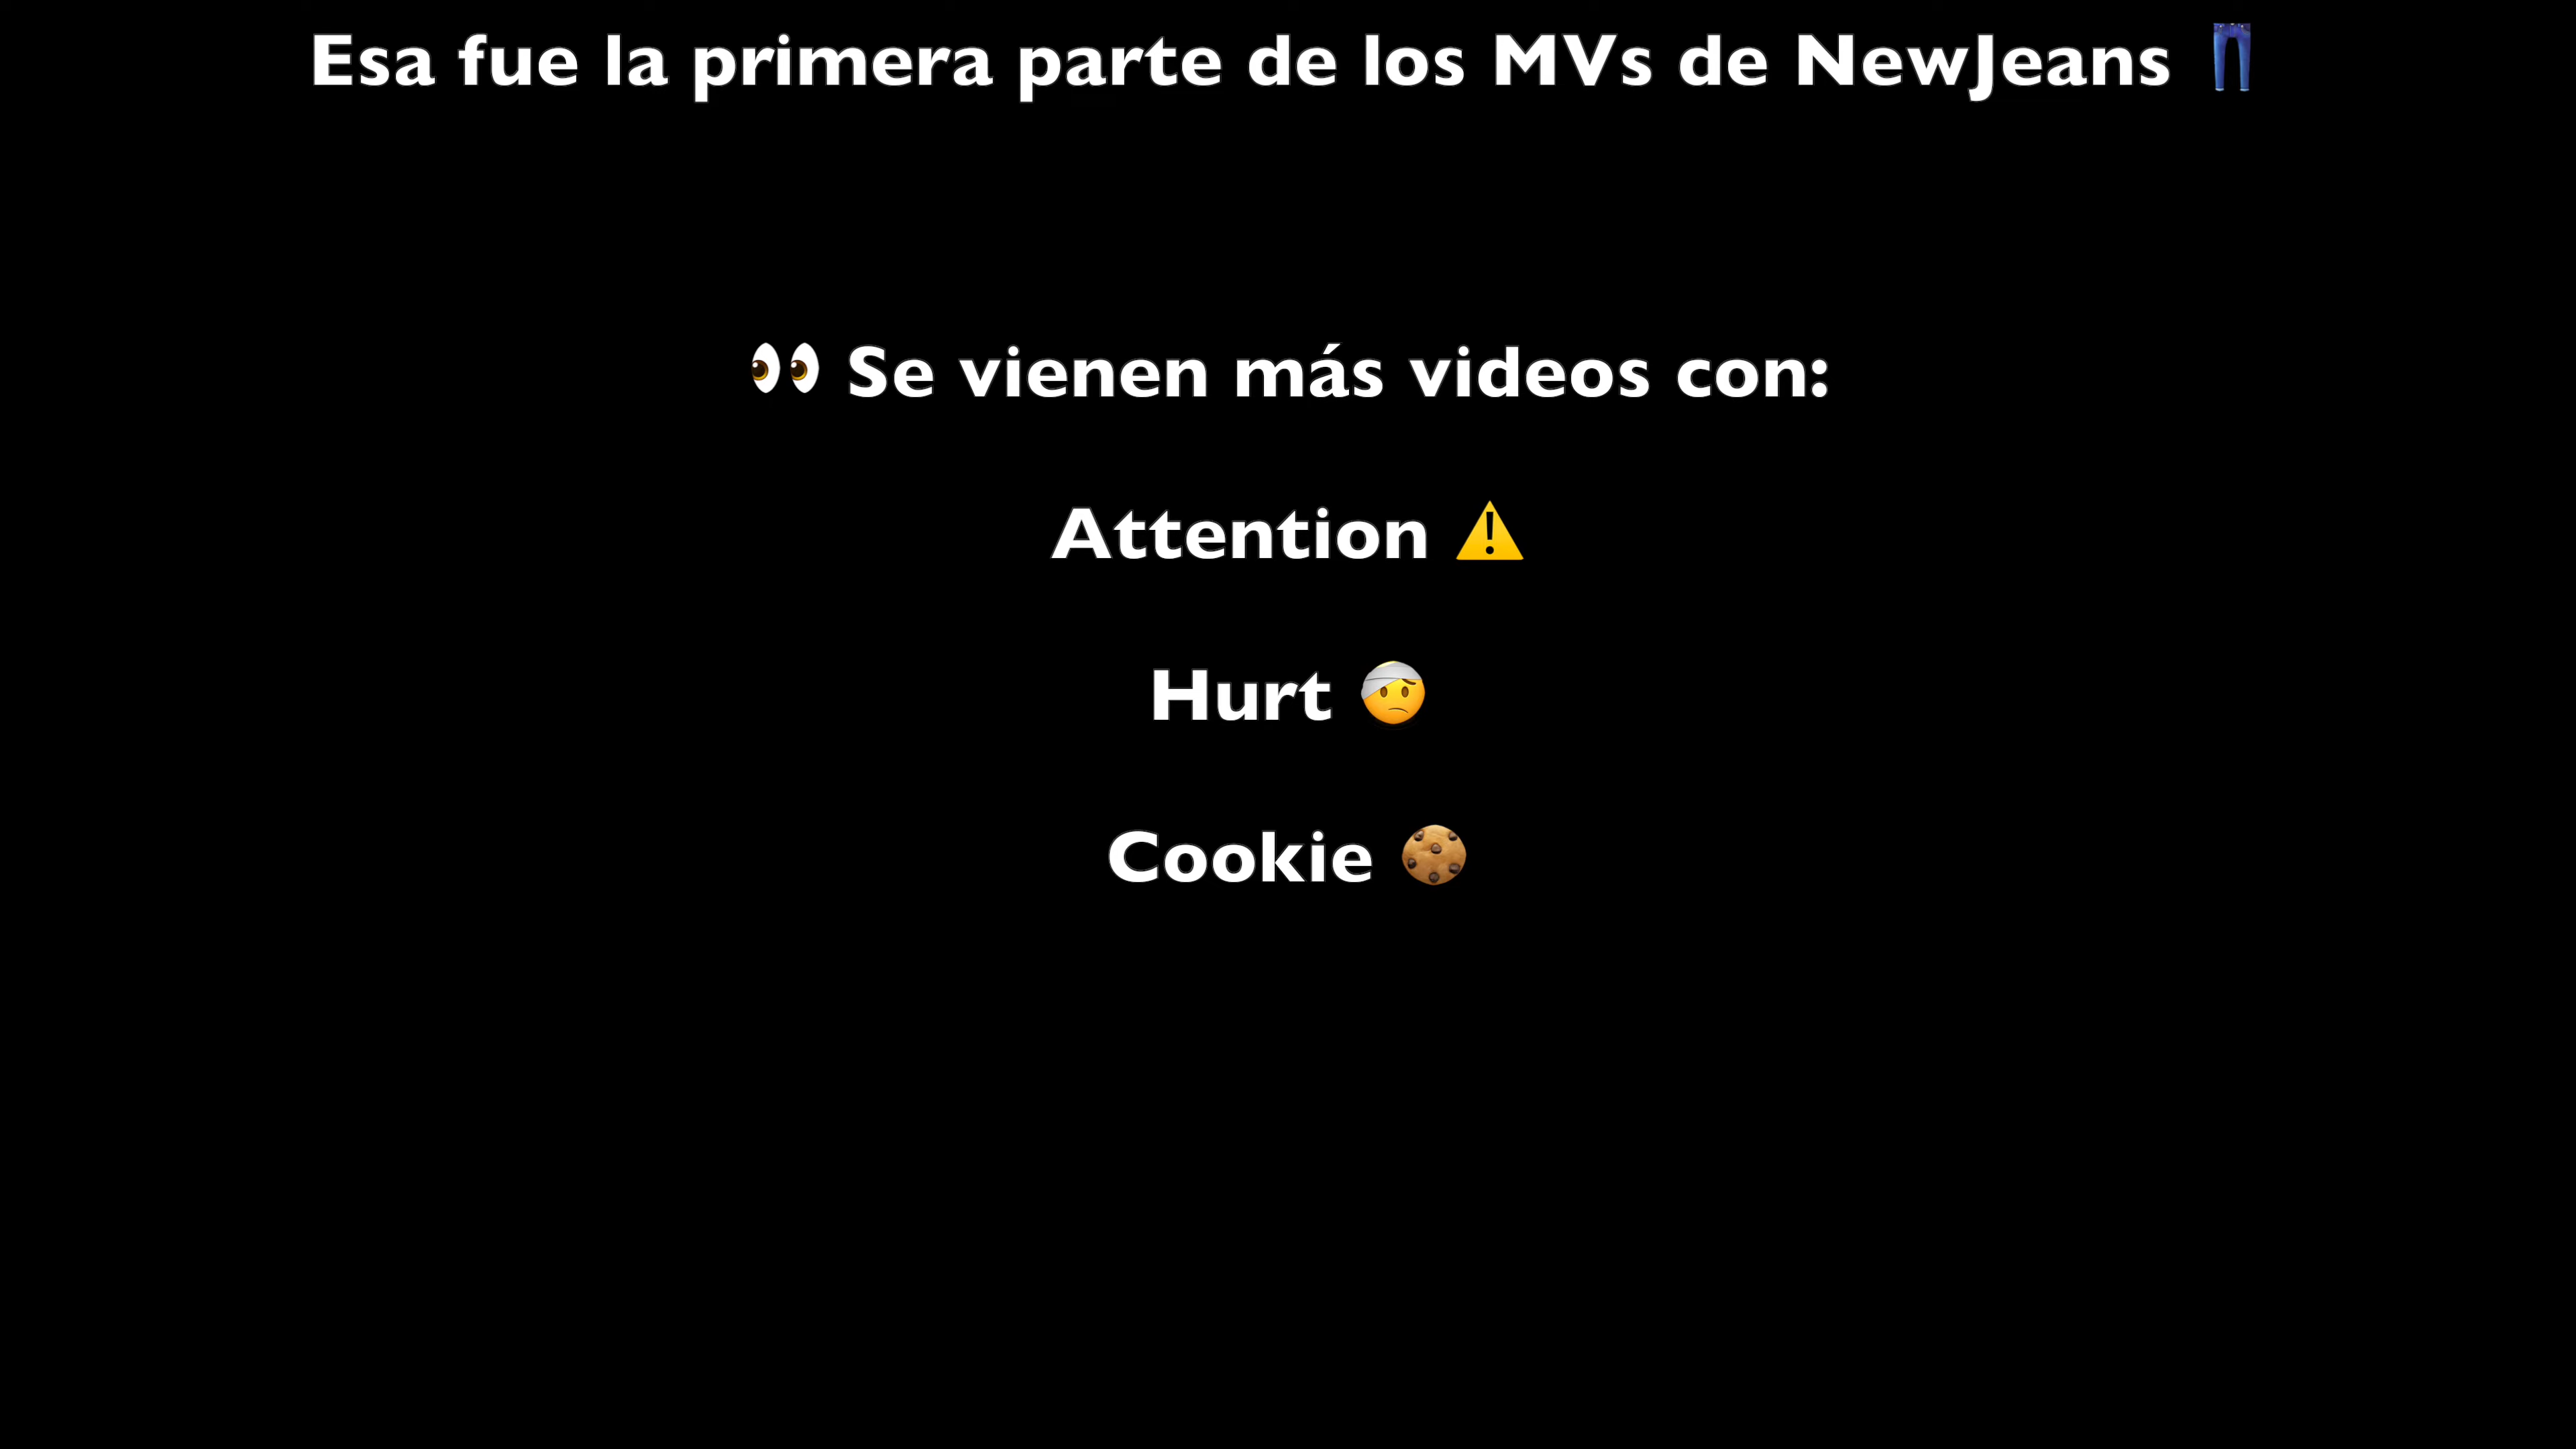 Esa fue la primera parte de los MVs de NewJeans 👖
👀 Se vienen más videos con:
Attention ⚠️
Hurt 🤕
Cookie 🍪